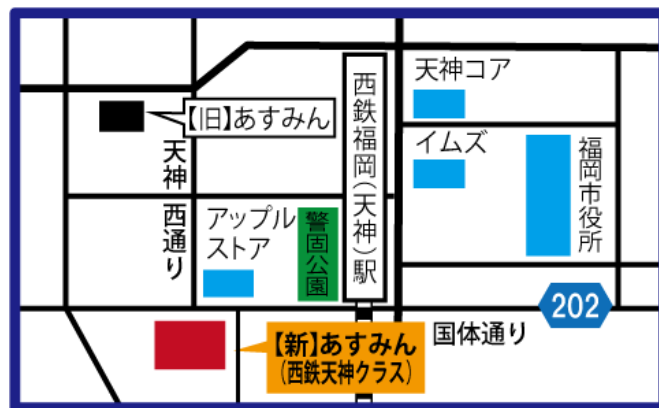 天神コア
【旧】あすみん
イムズ
西鉄福岡(天神)駅
福岡市役所
天神西通り
アップル
ストア
警固公園
202
国体通り
【新】あすみん
(西鉄天神クラス)